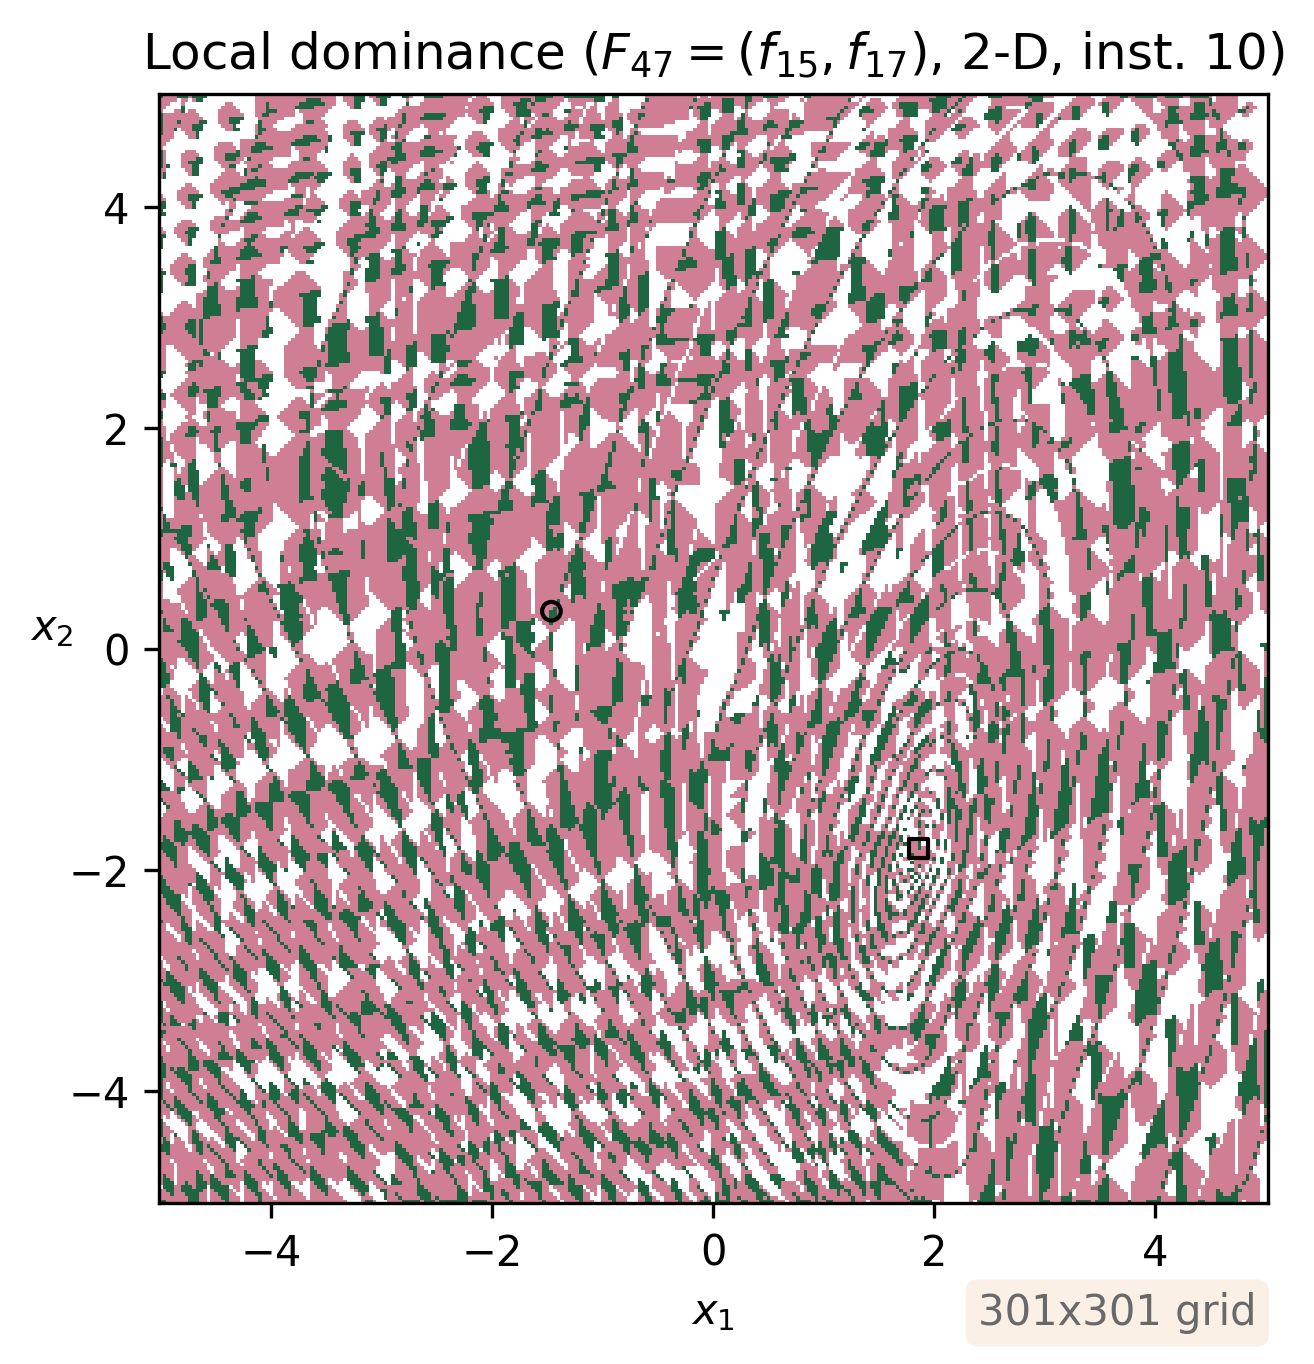 Local dominance (F₄₇ = (f₁₅, f₁₇), 2-D, inst. 10)
4
2
x₂
0
−2
−4
−4 −2 0 2 4
x₁
301x301 grid